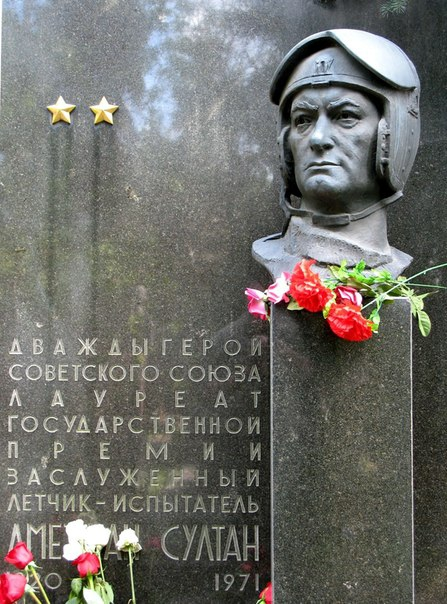 ДВАЖДЫ ГЕРОЙ
СОВЕТСКОГО СОЮЗА
ЛАУРЕАТ
ГОСУДАРСТВЕННОЙ
ПРЕМИИ
ЗАСЛУЖЕННЫЙ
ЛЕТЧИК-ИСПЫТАТЕЛЬ
СУЛТАН
1971